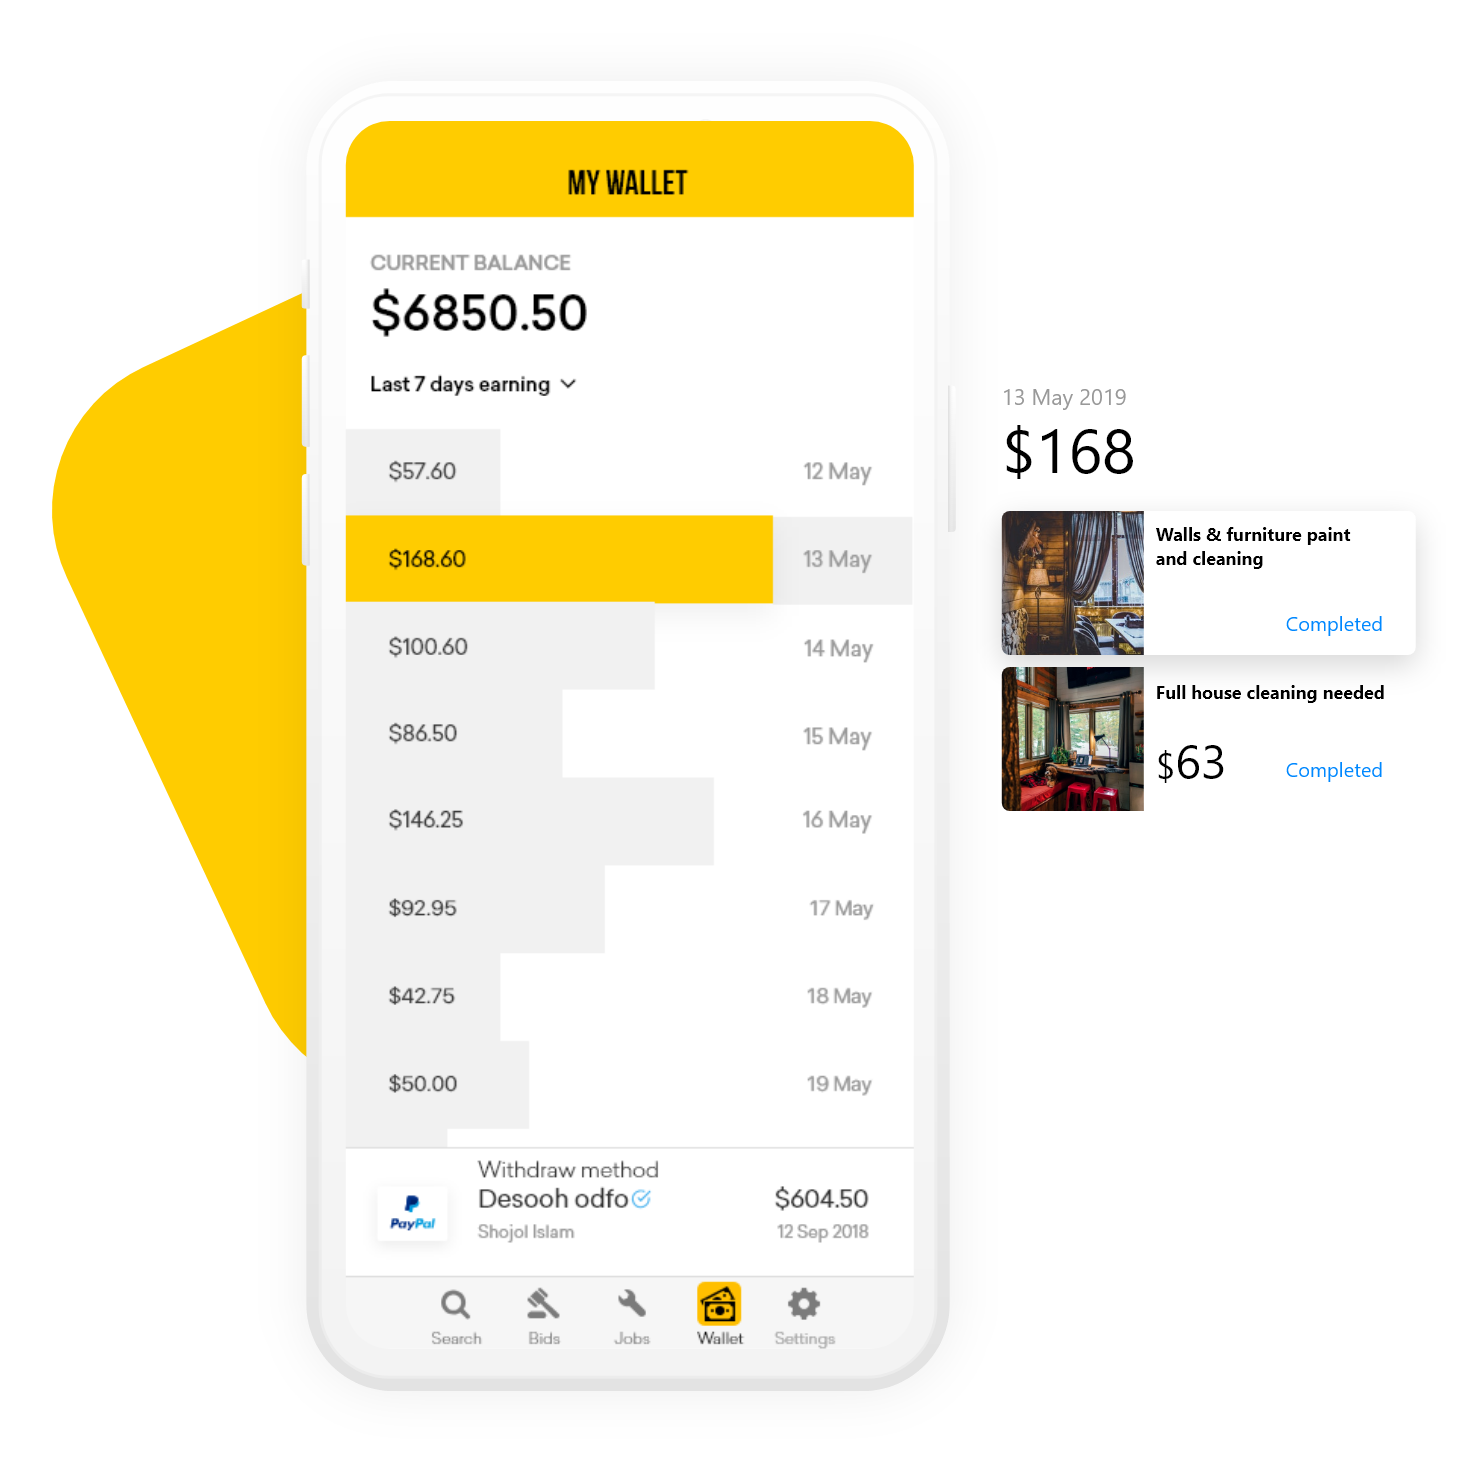 MY WALLET
CURRENT BALANCE
$6850.50
Last 7 days earning
$57.60 12 May
$168.60 13 May
$100.60 14 May
$86.50 15 May
$146.25 16 May
$92.95 17 May
$42.75 18 May
$50.00 19 May
PayPal
Withdraw method
Desooh odfo
Shojol Islam
$604.50
12 Sep 2018
Search Bids Jobs Wallet Settings
13 May 2019
$168
Walls & furniture paint
and cleaning
Completed
Full house cleaning needed
$63 Completed